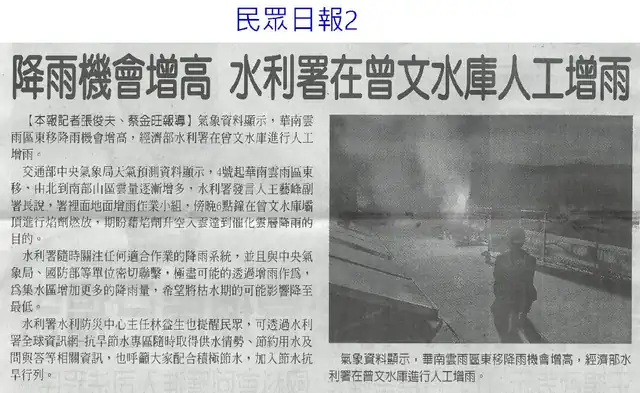 民眾日報2
降雨機會增高 水利署在曾文水庫人工增雨
【本報記者張俊夫、蔡金旺報導】氣象資料顯示，華南雲
雨區東移降雨機會增高，經濟部水利署在曾文水庫進行人工
增雨。
交通部中央氣象局天氣預測資料顯示，4號起華南雲雨區東
移，由北到南部山區雲量逐漸增多，水利署發言人王藝峰副
署長說，署裡面地面增雨作業小組，傍晚6點鐘在曾文水庫壩
頂進行焰劑燃放，期盼藉焰劑升空入雲達到催化雲層降雨的
目的。
水利署隨時關注任何適合作業的降雨系統，並且與中央氣
象局、國防部等單位密切聯繫，極盡可能的透過增雨作為，
為集水區增加更多的降雨量，希望將枯水期的可能影響降至
最低。
水利署水利防災中心主任林益生也提醒民眾，可透過水利
署全球資訊網-抗旱節水專區隨時取得供水情勢、節約用水及
問與答等相關資訊，也呼籲大家配合積極節水，加入節水抗
旱行列。
氣象資料顯示，華南雲雨區東移降雨機會增高，經濟部水
利署在曾文水庫進行人工增雨。